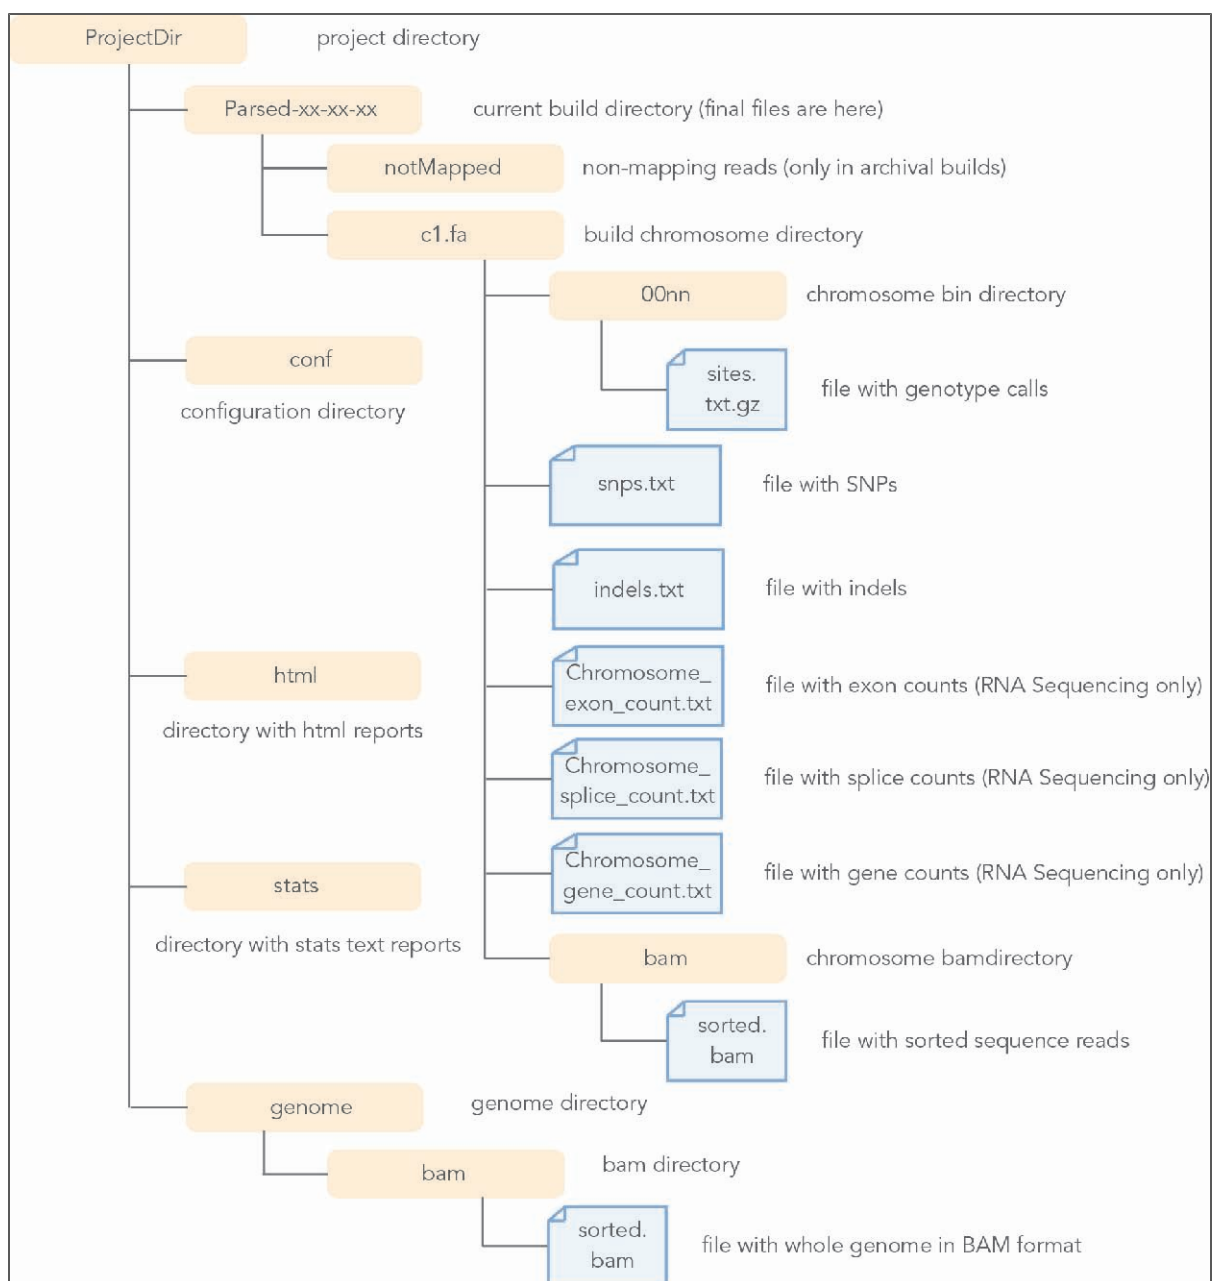 ProjectDir
project directory
Parsed-xx-xx-xx
current build directory (final files are here)
notMapped
non-mapping reads (only in archival builds)
c1.fa
build chromosome directory
00nn
chromosome bin directory
conf
configuration directory
sites.
txt.gz
file with genotype calls
snps.txt
file with SNPs
indels.txt
file with indels
html
directory with html reports
Chromosome_
exon_count.txt
file with exon counts (RNA Sequencing only)
Chromosome_
splice_count.txt
file with splice counts (RNA Sequencing only)
stats
directory with stats text reports
Chromosome_
gene_count.txt
file with gene counts (RNA Sequencing only)
bam
chromosome bamdirectory
sorted.
bam
file with sorted sequence reads
genome
genome directory
bam
bam directory
sorted.
bam
file with whole genome in BAM format